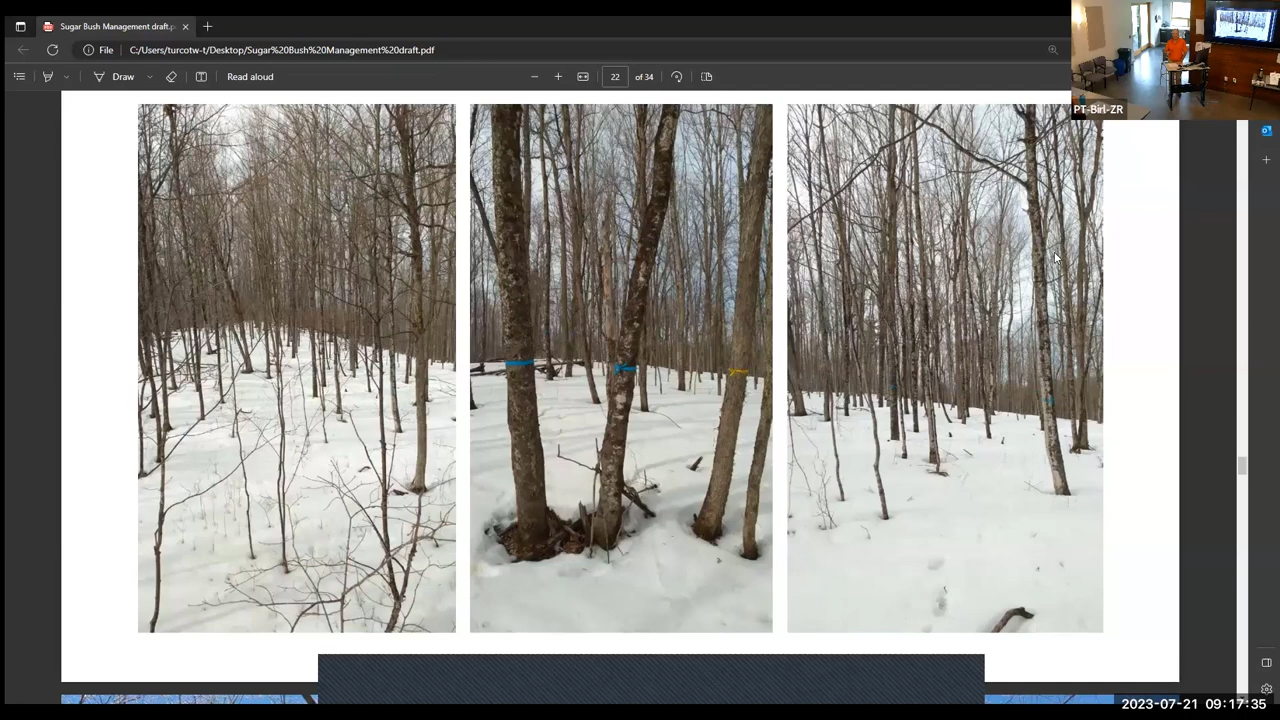 Sugar Bush Management draft.p
File
C:/Users/turcotw-t/Desktop/Sugar%20Bush%20Management%20draft.pdf
Draw
Read aloud
22
of 34
PT-Birl-ZR
2023-07-21 09:17:35